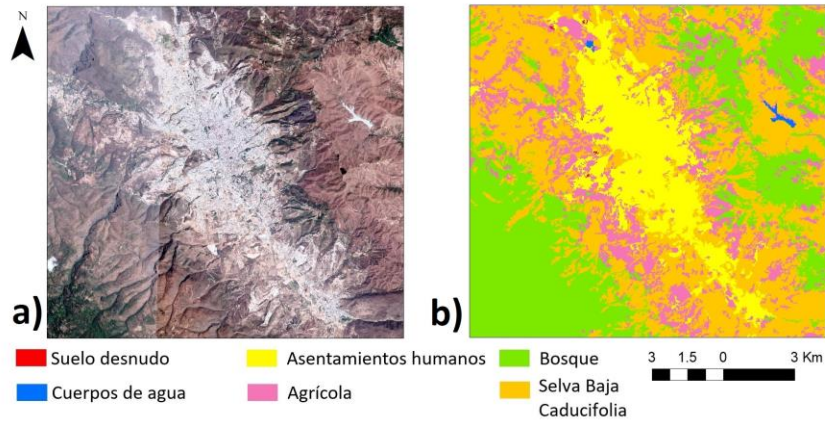 N
a)
b)
Suelo desnudo
Asentamientos humanos
Bosque
3 1.5 0 3 Km
Cuerpos de agua
Agrícola
Selva Baja
Caducifolia